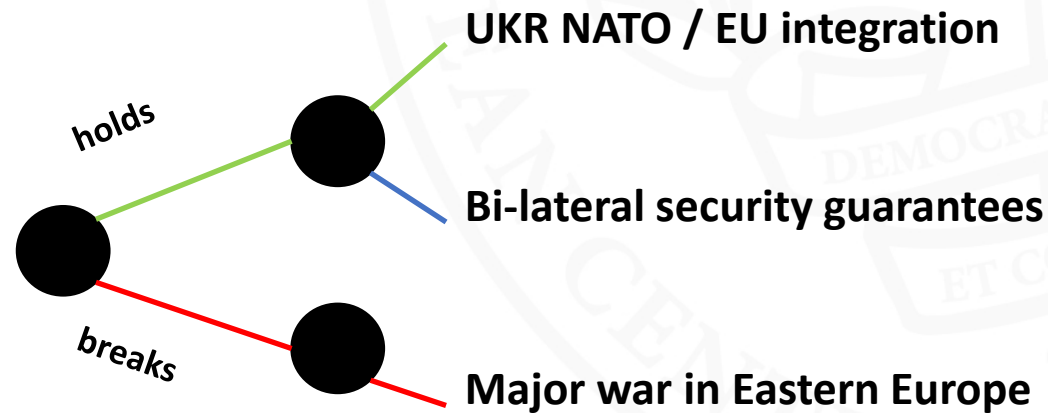 UKR NATO / EU integration
holds
Bi-lateral security guarantees
breaks
Major war in Eastern Europe